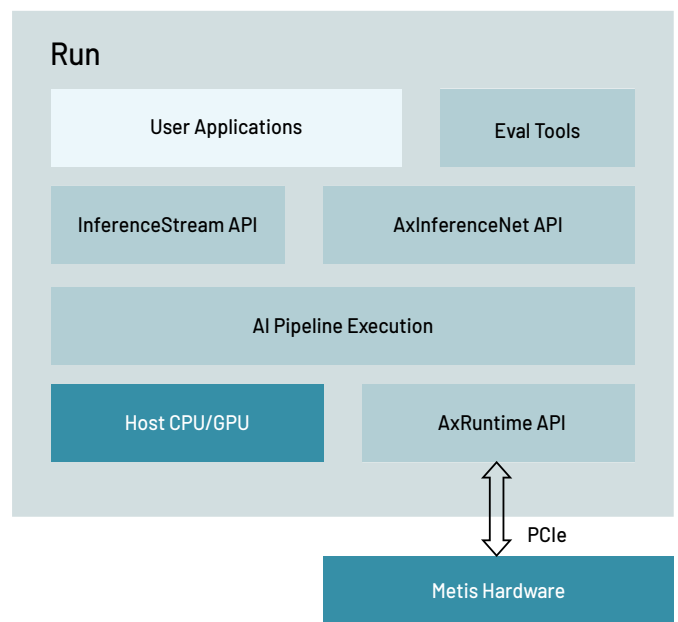 Run
User Applications
Eval Tools
InferenceStream API
AxInferenceNet API
AI Pipeline Execution
Host CPU/GPU
AxRuntime API
PCIe
Metis Hardware